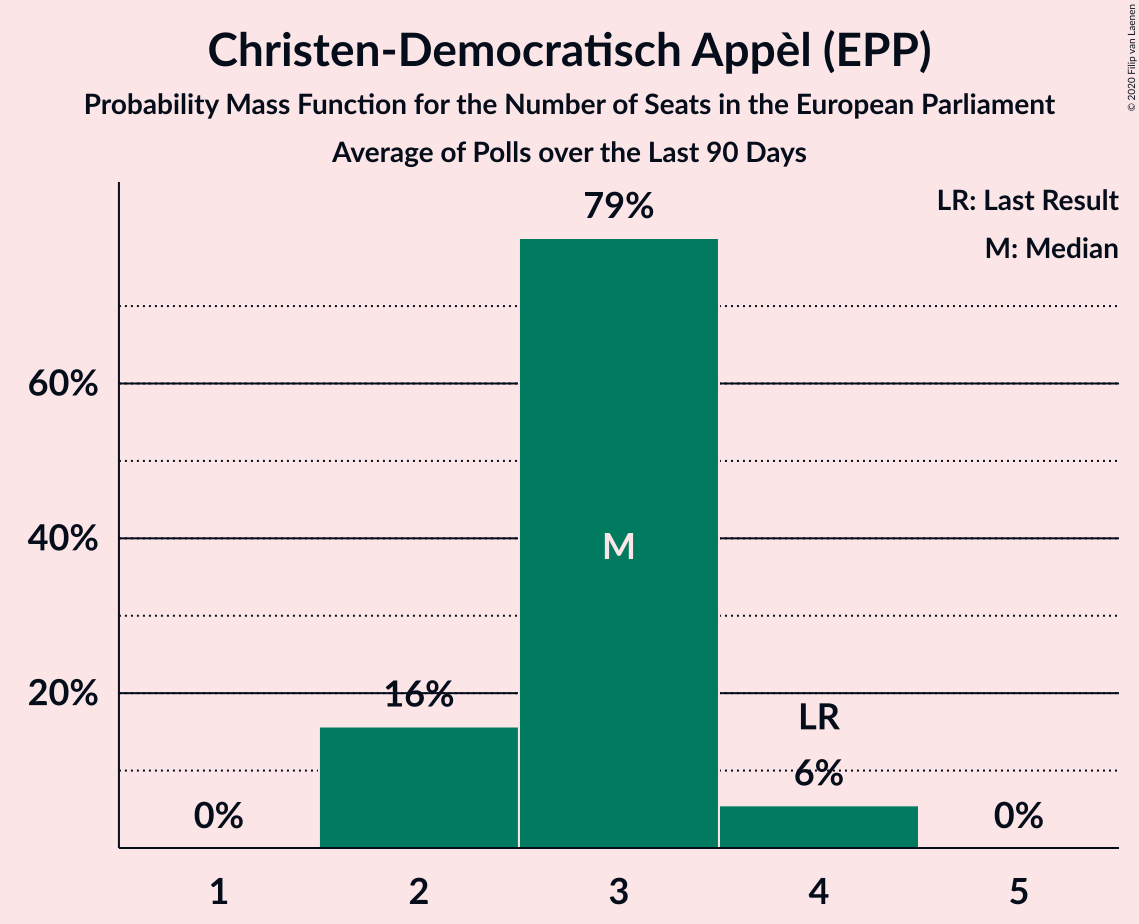 Christen-Democratisch Appèl (EPP)
Probability Mass Function for the Number of Seats in the European Parliament
Average of Polls over the Last 90 Days
© 2020 Filip van Laenen
LR: Last Result
M: Median
79%
60%
40%
20%
M
16%
LR
6%
0%
0%
1
2
3
4
5